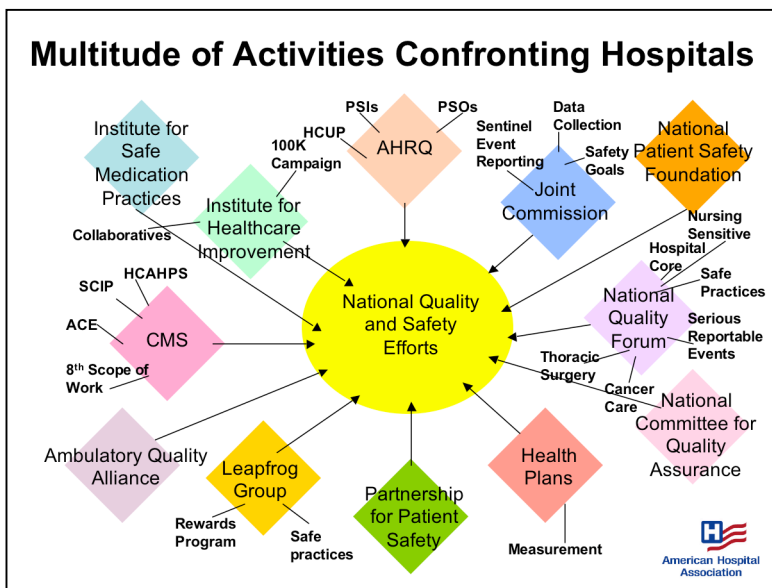 Multitude of Activities Confronting Hospitals
Institute for
Safe
Medication
Practices
100K
Campaign
Institute for
Healthcare
Improvement
Collaboratives
PSIs
PSOs
HCUP
AHRQ
Data
Collection
Sentinel
Event
Reporting
Safety
Goals
Joint
Commission
National
Patient Safety
Foundation
National Quality
and Safety
Efforts
HCAHPS
SCIP
ACE
CMS
8th Scope of
Work
Nursing
Sensitive
Hospital
Core
Safe
Practices
National
Quality
Forum
Serious
Reportable
Events
Thoracic
Surgery
Cancer
Care
National
Committee for
Quality
Assurance
Ambulatory Quality
Alliance
Leapfrog
Group
Rewards
Program
Safe
practices
Partnership
for Patient
Safety
Health
Plans
Measurement
H
American Hospital
Association